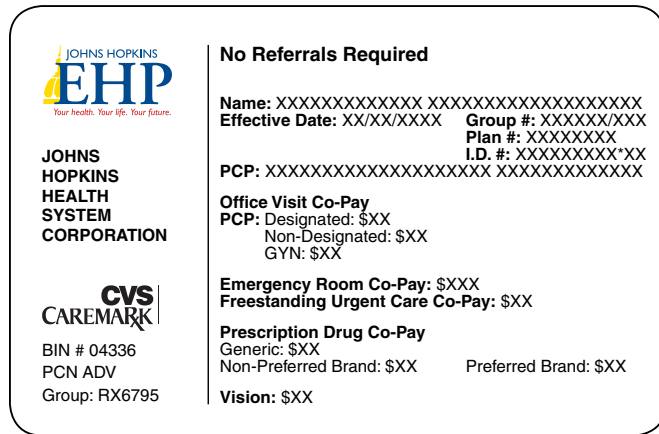 JOHNS HOPKINS
EHP
Your health. Your life. Your future.
JOHNS
HOPKINS
HEALTH
SYSTEM
CORPORATION
CVS
CAREMARK
BIN # 04336
PCN ADV
Group: RX6795
No Referrals Required
Name: XXXXXXXXXXXXX XXXXXXXXXXXXXXXXXXX
Effective Date: XX/XX/XXXX Group #: XXXXXX/XXX
Plan #: XXXXXXXX
I.D. #: XXXXXXXXX*XX
PCP: XXXXXXXXXXXXXXXXXXXX XXXXXXXXXXXXX
Office Visit Co-Pay
PCP: Designated: $XX
Non-Designated: $XX
GYN: $XX
Emergency Room Co-Pay: $XXX
Freestanding Urgent Care Co-Pay: $XX
Prescription Drug Co-Pay
Generic: $XX
Non-Preferred Brand: $XX Preferred Brand: $XX
Vision: $XX